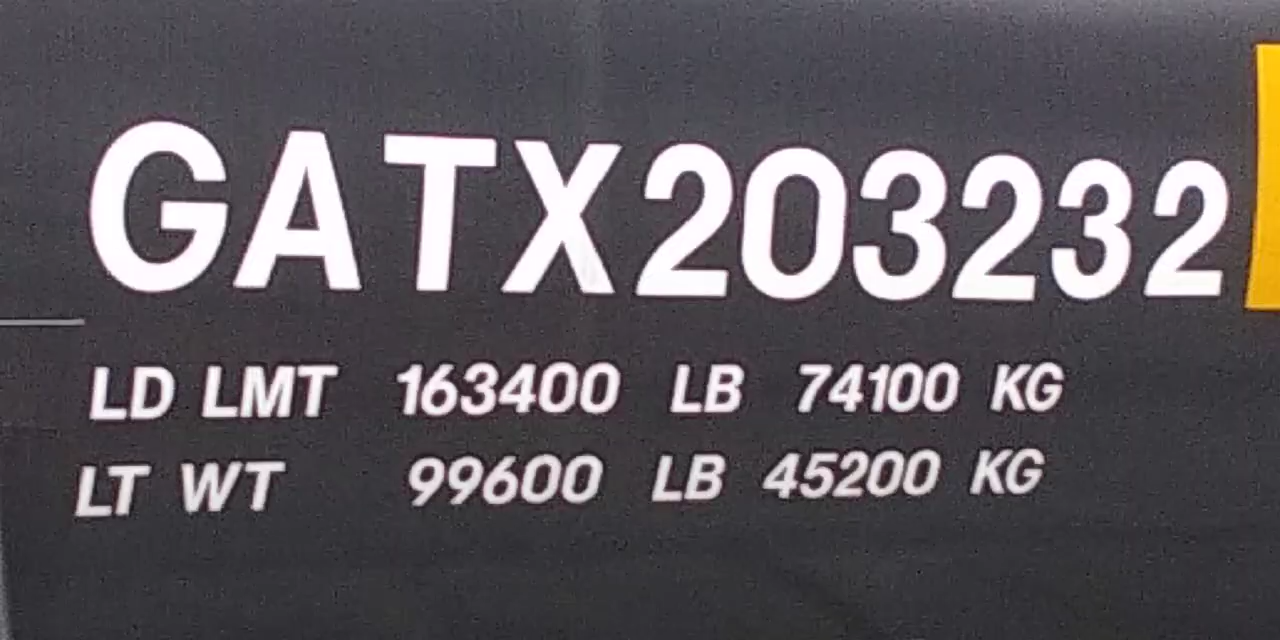 GATX203232
LD LMT 163400 LB 74100 KG
LT WT 99600 LB 45200 KG